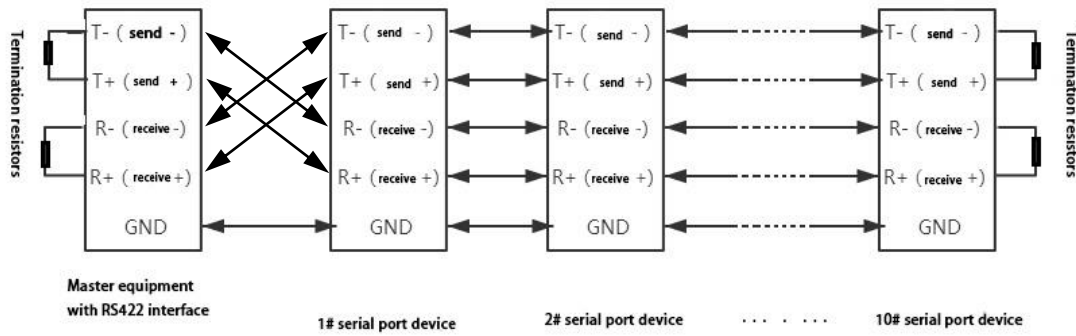 Termination resistors
T- ( send - )
T+ ( send + )
R- ( receive - )
R+ ( receive + )
GND
Master equipment
with RS422 interface
T- ( send - )
T+ ( send + )
R- ( receive - )
R+ ( receive + )
GND
1# serial port device
T- ( send - )
T+ ( send + )
R- ( receive - )
R+ ( receive + )
GND
2# serial port device
. . . . .
T- ( send - )
T+ ( send + )
R- ( receive - )
R+ ( receive + )
GND
10# serial port device
Termination resistors